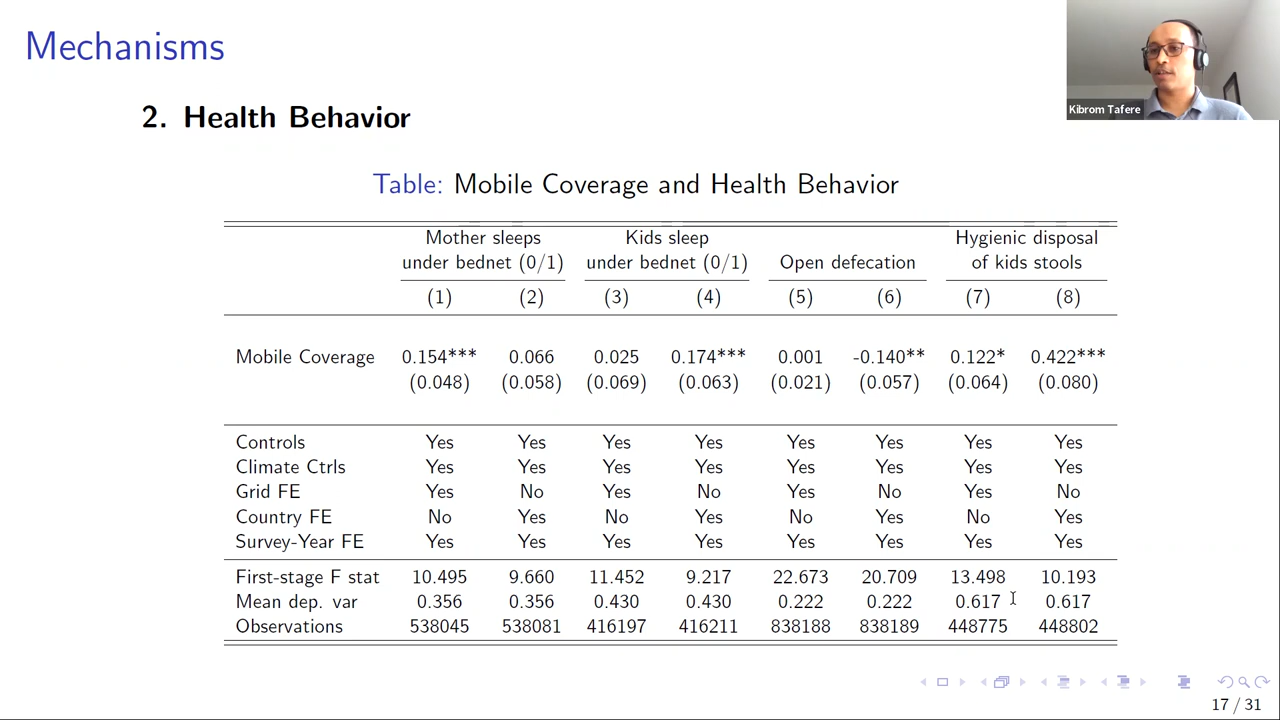 Mechanisms
Kibrom Tafere
2. Health Behavior
Table: Mobile Coverage and Health Behavior
Mother sleeps Kids sleep Hygienic disposal
under bednet (0/1) under bednet (0/1) Open defecation of kids stools
(1) (2) (3) (4) (5) (6) (7) (8)
Mobile Coverage 0.154*** 0.066 0.025 0.174*** 0.001 -0.140** 0.122* 0.422***
(0.048) (0.058) (0.069) (0.063) (0.021) (0.057) (0.064) (0.080)
Controls Yes Yes Yes Yes Yes Yes Yes Yes
Climate Ctrls Yes Yes Yes Yes Yes Yes Yes Yes
Grid FE Yes No Yes No Yes No Yes No
Country FE No Yes No Yes No Yes No Yes
Survey-Year FE Yes Yes Yes Yes Yes Yes Yes Yes
First-stage F stat 10.495 9.660 11.452 9.217 22.673 20.709 13.498 10.193
Mean dep. var 0.356 0.356 0.430 0.430 0.222 0.222 0.617 0.617
Observations 538045 538081 416197 416211 838188 838189 448775 448802
17 / 31